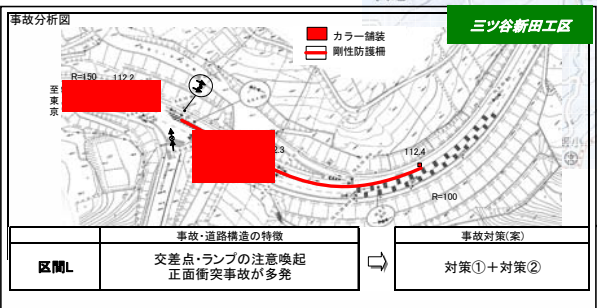 事故分析図
三ツ谷新田工区
カラー舗装
剛性防護柵
R=150
112.2
至
東
京
2.3
112.4
R=100
事故・道路構造の特徴
事故対策(案)
区間L
交差点・ランプの注意喚起
正面衝突事故が多発
対策①+対策②